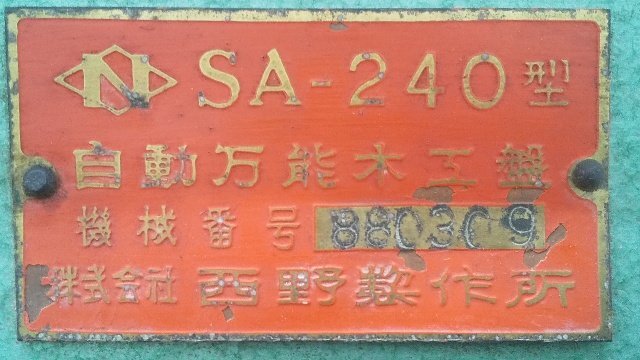 N SA-240型
自動万能木工盤
機械番号 880309
株式会社 西野製作所